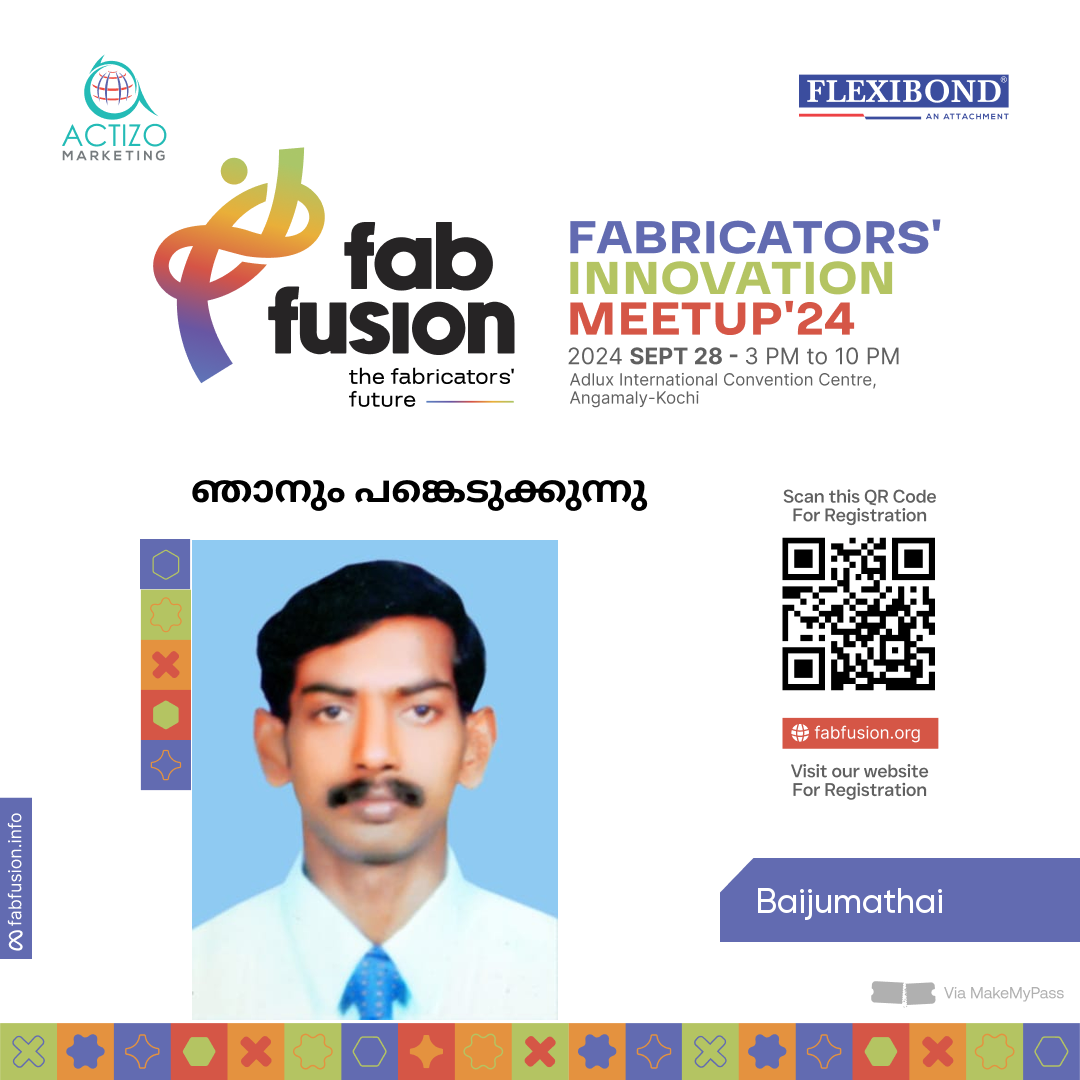 ACTIZO
MARKETING
FLEXIBOND®
AN ATTACHMENT
fab
fusion
the fabricators'
future
FABRICATORS'
INNOVATION
MEETUP'24
2024 SEPT 28 - 3 PM to 10 PM
Adlux International Convention Centre,
Angamaly-Kochi
ഞാനും പങ്കെടുക്കുന്നു
Scan this QR Code
For Registration
fabfusion.org
Visit our website
For Registration
fabfusion.info
Baijumathai
Via MakeMyPass